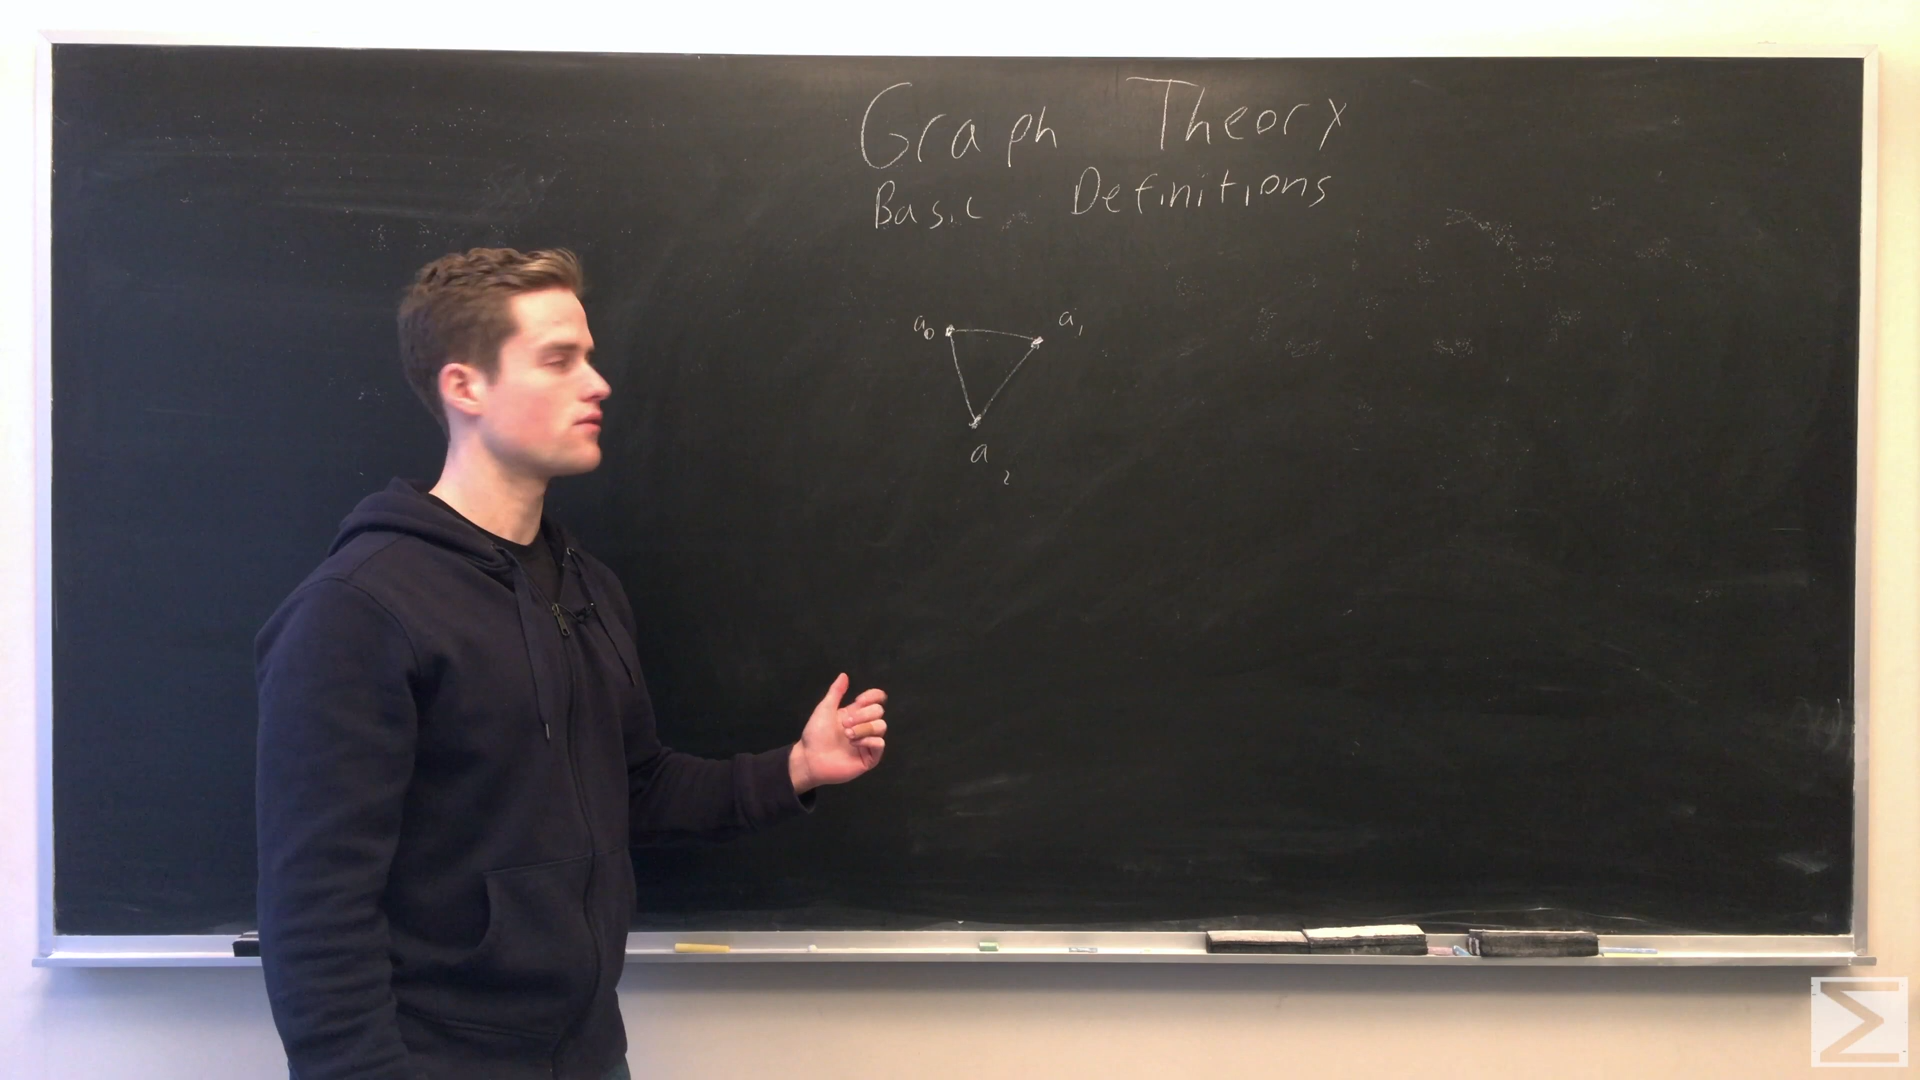 Graph Theory
Basic Definitions
a₀ a₁
a₂